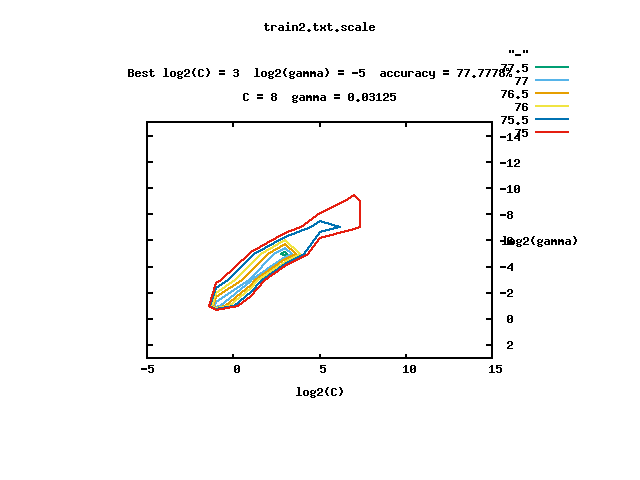 train2.txt.scale
"-"
Best log2(C) = 3 log2(gamma) = -5 accuracy = 77.7778%
77.5
77
76.5
76
75.5
75
C = 8 gamma = 0.03125
-14
-12
-10
-8
-6
log2(gamma)
-4
-2
0
2
-5 0 5 10 15
log2(C)